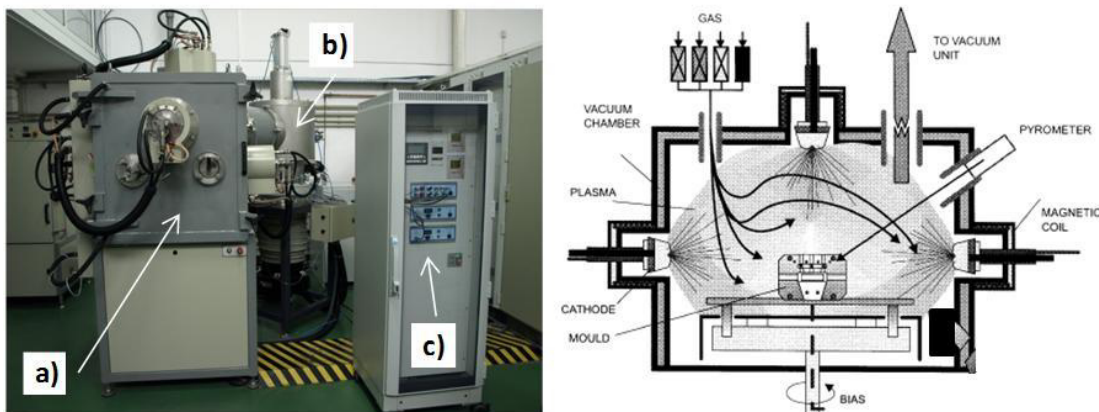 a)
b)
c)
GAS
TO VACUUM
UNIT
VACUUM
CHAMBER
PYROMETER
PLASMA
MAGNETIC
COIL
CATHODE
MOULD
BIAS